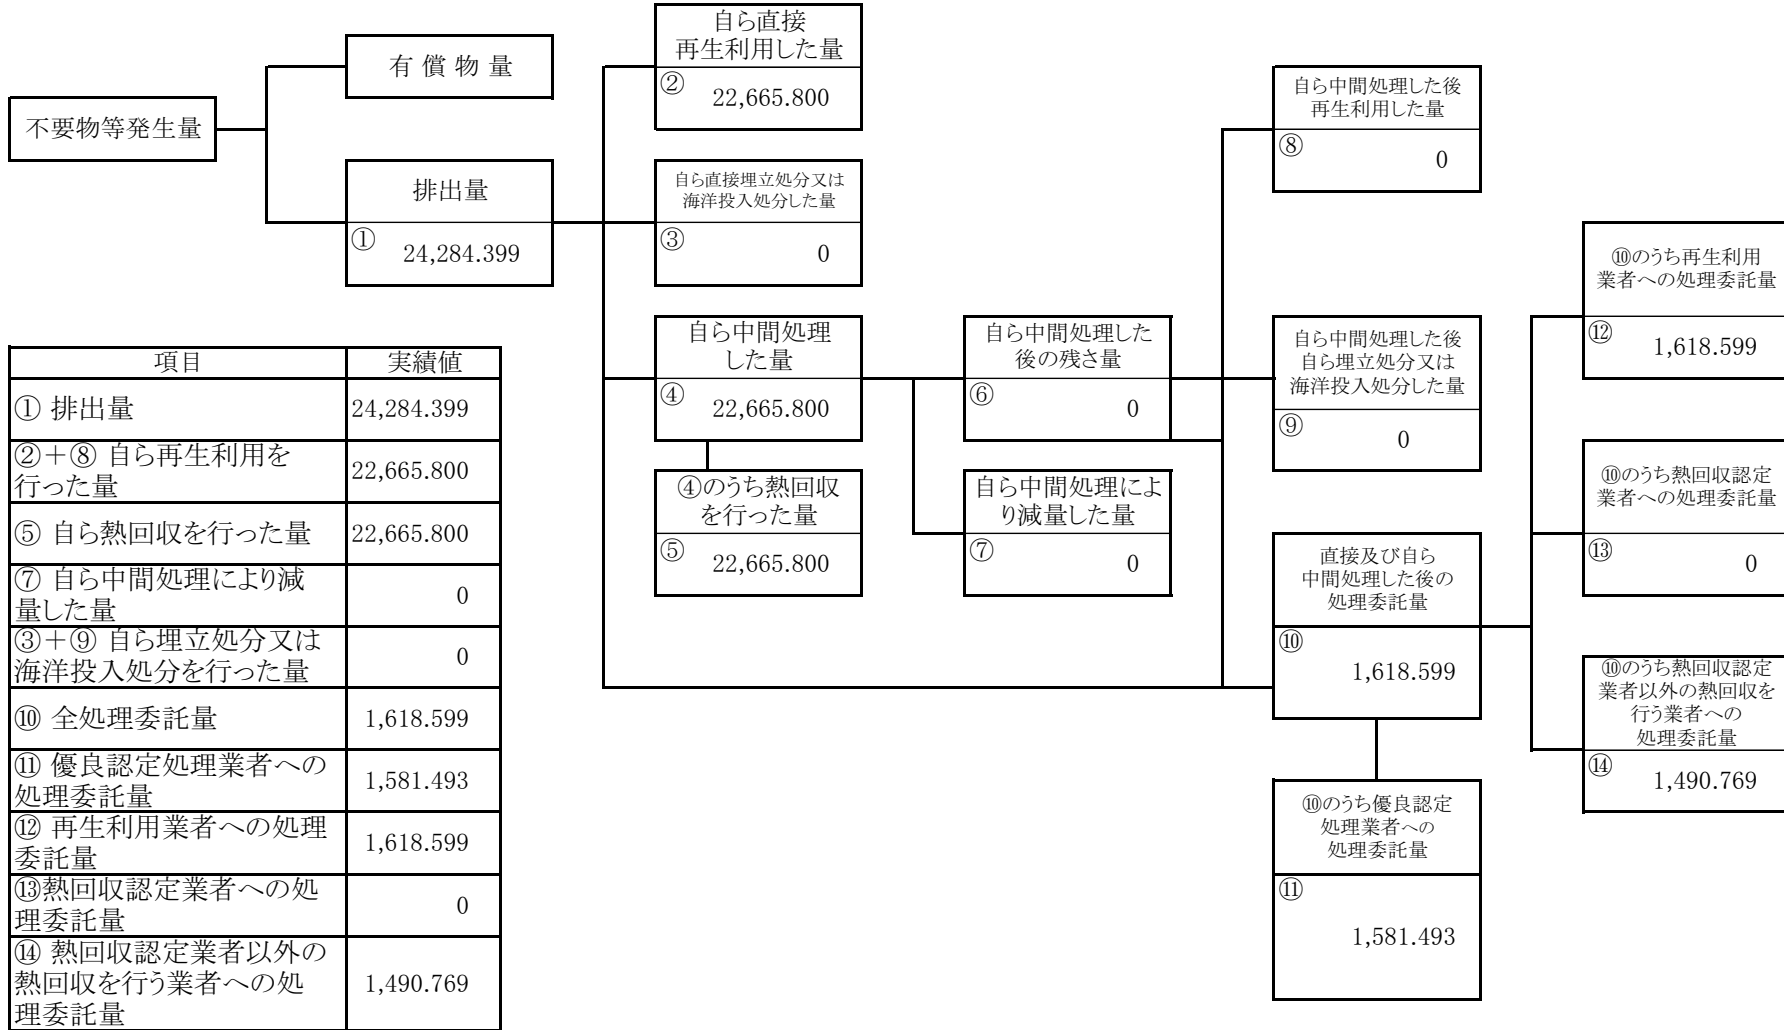 不要物等発生量
有 償 物 量
排出量
①
24,284.399
自ら直接
再生利用した量
②
22,665.800
自ら直接埋立処分又は
海洋投入処分した量
③
0
自ら中間処理
した量
④
22,665.800
④のうち熱回収
を行った量
⑤
22,665.800
自ら中間処理した
後の残さ量
⑥
0
自ら中間処理によ
り減量した量
⑦
0
自ら中間処理した後
再生利用した量
⑧
0
自ら中間処理した後
自ら埋立処分又は
海洋投入処分した量
⑨
0
直接及び自ら
中間処理した後の
処理委託量
⑩
1,618.599
⑩のうち優良認定
処理業者への
処理委託量
⑪
1,581.493
⑩のうち再生利用
業者への処理委託量
⑫
1,618.599
⑩のうち熱回収認定
業者への処理委託量
⑬
0
⑩のうち熱回収認定
業者以外の熱回収を
行う業者への
処理委託量
⑭
1,490.769
項目 実績値
① 排出量 24,284.399
②＋⑧ 自ら再生利用を
行った量 22,665.800
⑤ 自ら熱回収を行った量 22,665.800
⑦ 自ら中間処理により減
量した量 0
③＋⑨ 自ら埋立処分又は
海洋投入処分を行った量 0
⑩ 全処理委託量 1,618.599
⑪ 優良認定処理業者への
処理委託量 1,581.493
⑫ 再生利用業者への処理
委託量 1,618.599
⑬熱回収認定業者への処
理委託量 0
⑭ 熱回収認定業者以外の
熱回収を行う業者への処
理委託量 1,490.769